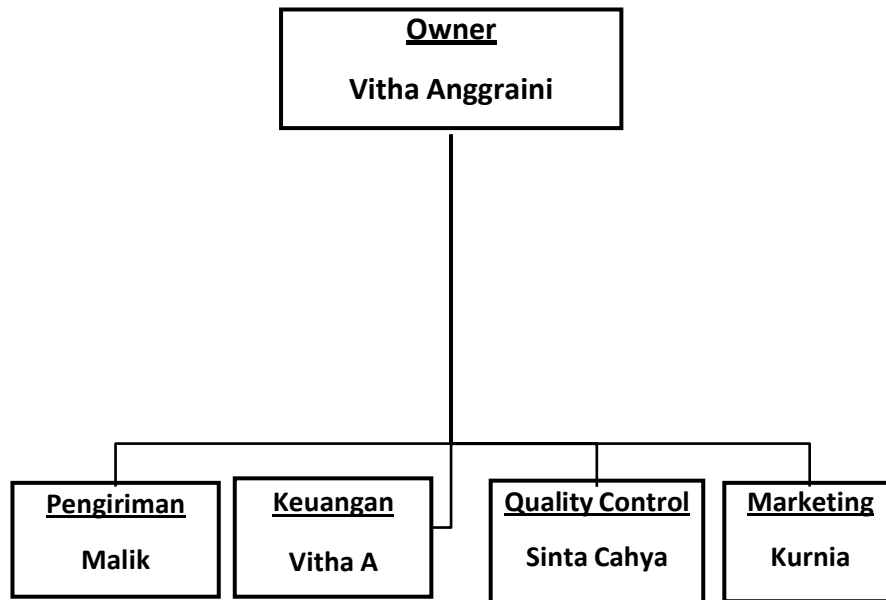 Owner
Vitha Anggraini
Pengiriman
Malik
Keuangan
Vitha A
Quality Control
Sinta Cahya
Marketing
Kurnia